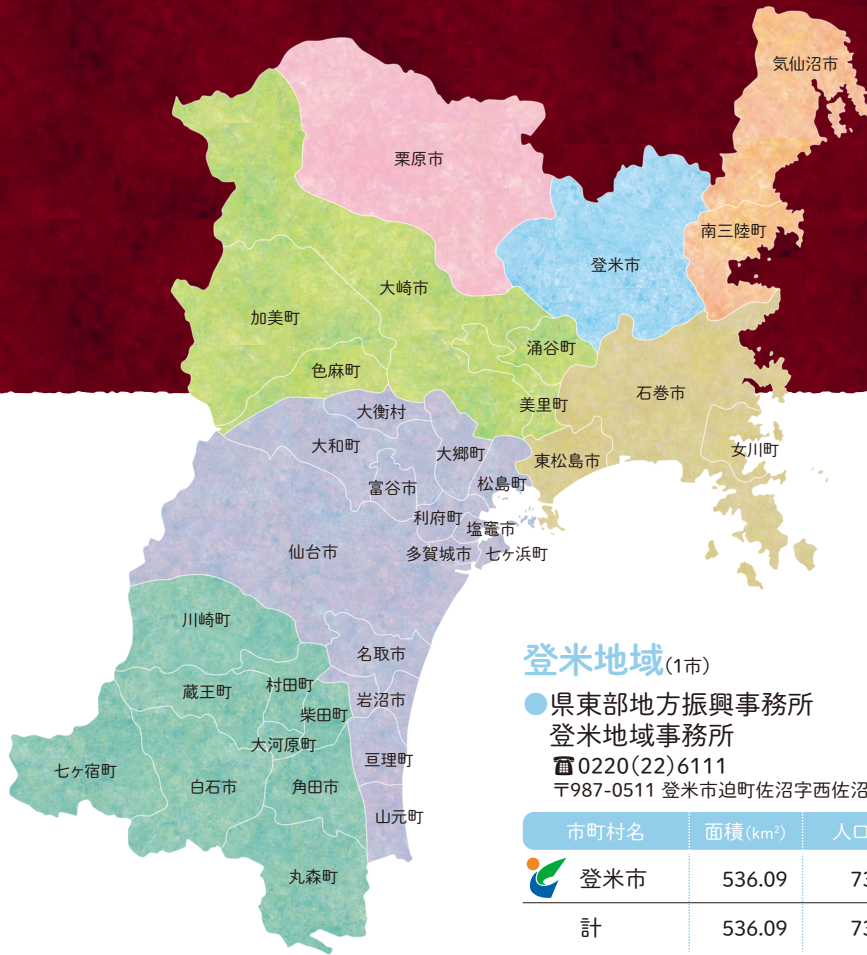 気仙沼市
栗原市
南三陸町
登米市
大崎市
加美町
涌谷町
色麻町
石巻市
美里町
大衡村
大和町
大郷町
女川町
東松島市
富谷市
松島町
利府町
塩竈市
仙台市
多賀城市
七ヶ浜町
川崎町
名取市
村田町
蔵王町
岩沼市
柴田町
大河原町
亘理町
七ヶ宿町
白石市
角田市
山元町
丸森町
登米地域(1市)
●県東部地方振興事務所
登米地域事務所
☎0220(22)6111
〒987-0511 登米市迫町佐沼字西佐沼
市町村名 面積(km²) 人口
登米市 536.09 73
計 536.09 73